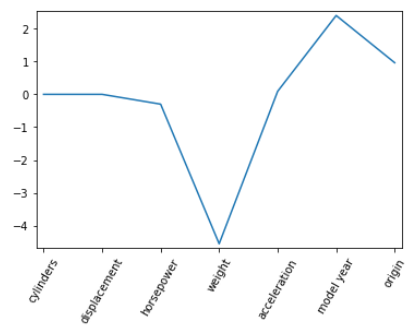 2
1
0
−1
−2
−3
−4
cylinders
displacement
horsepower
weight
acceleration
model year
origin